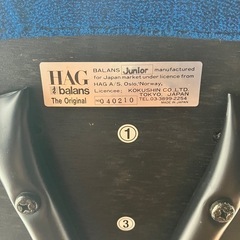 HAG
balans
The Original
BALANS Junior manufactured
for Japan market under licence from
HAG A/S, Oslo, Norway.
Licencee: KOKUSHIN CO.LTD.
TOKYO, JAPAN
No 040210 TEL.03-3899-2254
MADE IN JAPAN
1
3